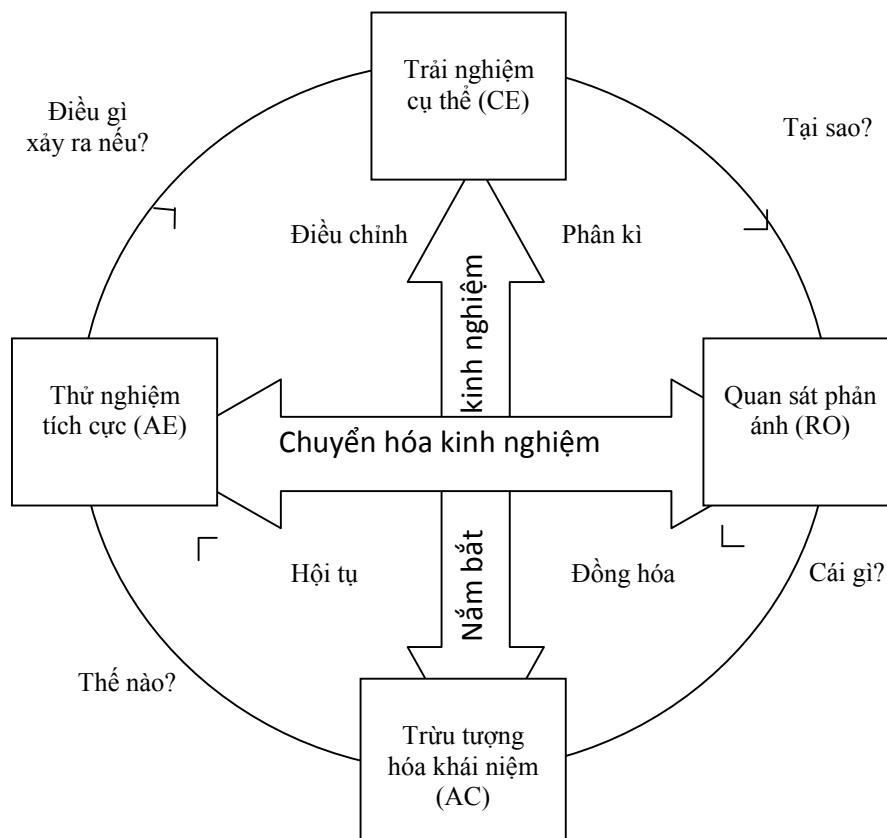 Trải nghiệm
cụ thể (CE)
Điều gì
xảy ra nếu?
Tại sao?
Điều chỉnh
Phân kì
kinh nghiệm
Thử nghiệm
tích cực (AE)
Quan sát phản
ánh (RO)
Chuyển hóa kinh nghiệm
Nắm bắt
Hội tụ
Đồng hóa
Cái gì?
Thế nào?
Trừu tượng
hóa khái niệm
(AC)